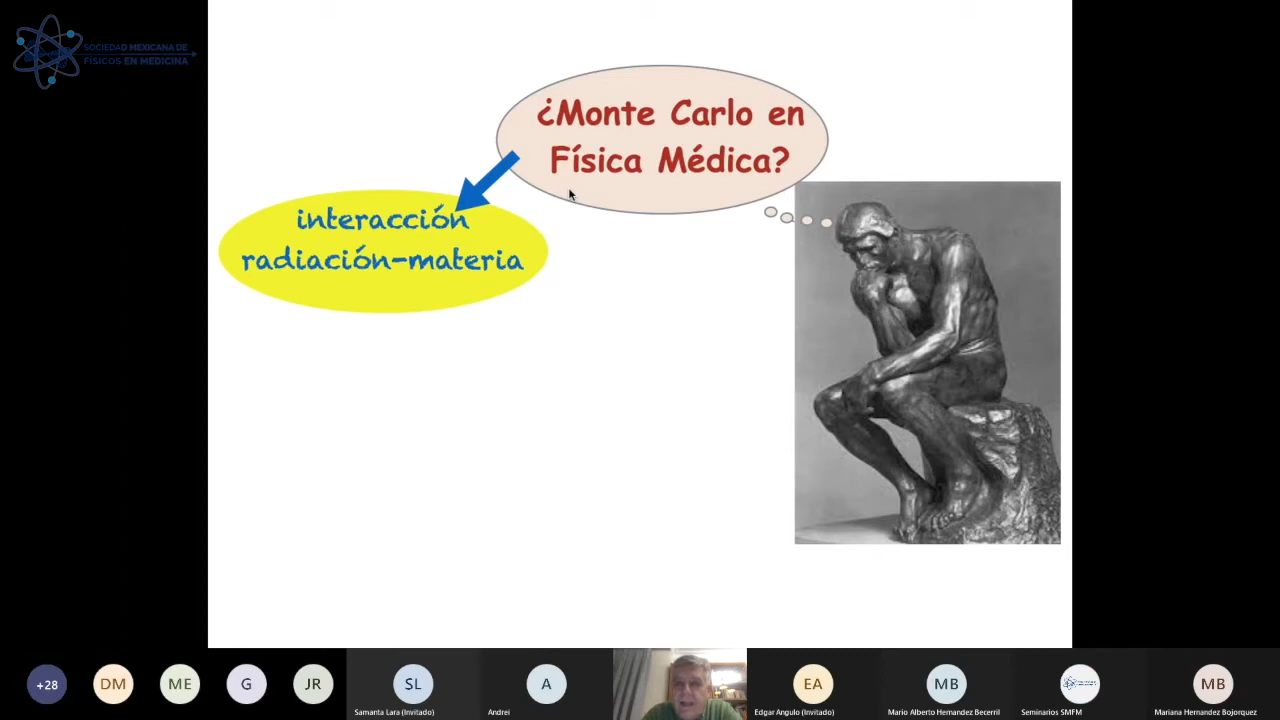 SOCIEDAD MEXICANA DE
FÍSICOS EN MEDICINA
¿Monte Carlo en
Física Médica?
interacción
radiación-materia
+28
DM
ME
G
JR
SL
Samanta Lara (Invitado)
A
Andrei
EA
Edgar Angulo (Invitado)
MB
Mario Alberto Hernandez Becerril
Seminarios SMFM
MB
Mariana Hernandez Bojorquez